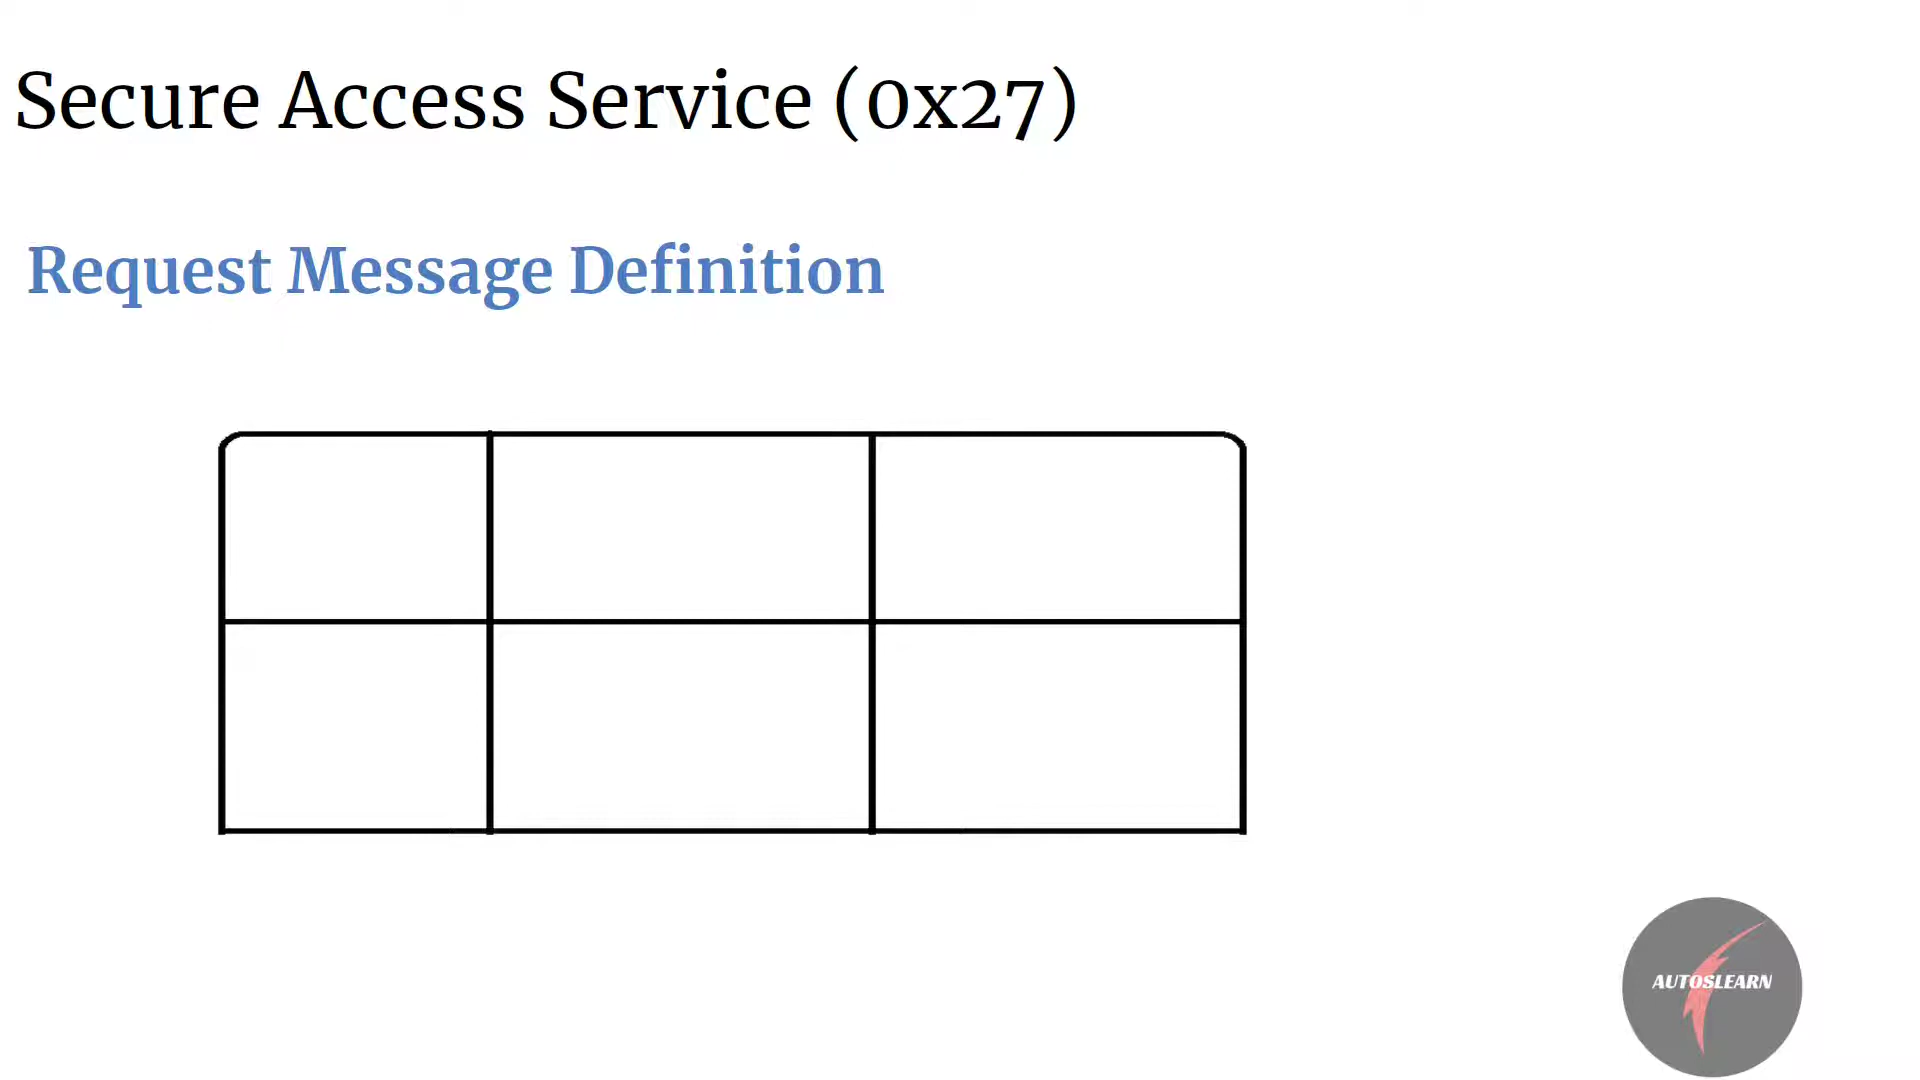 Secure Access Service (0x27)
Request Message Definition
AUTOSLEARN